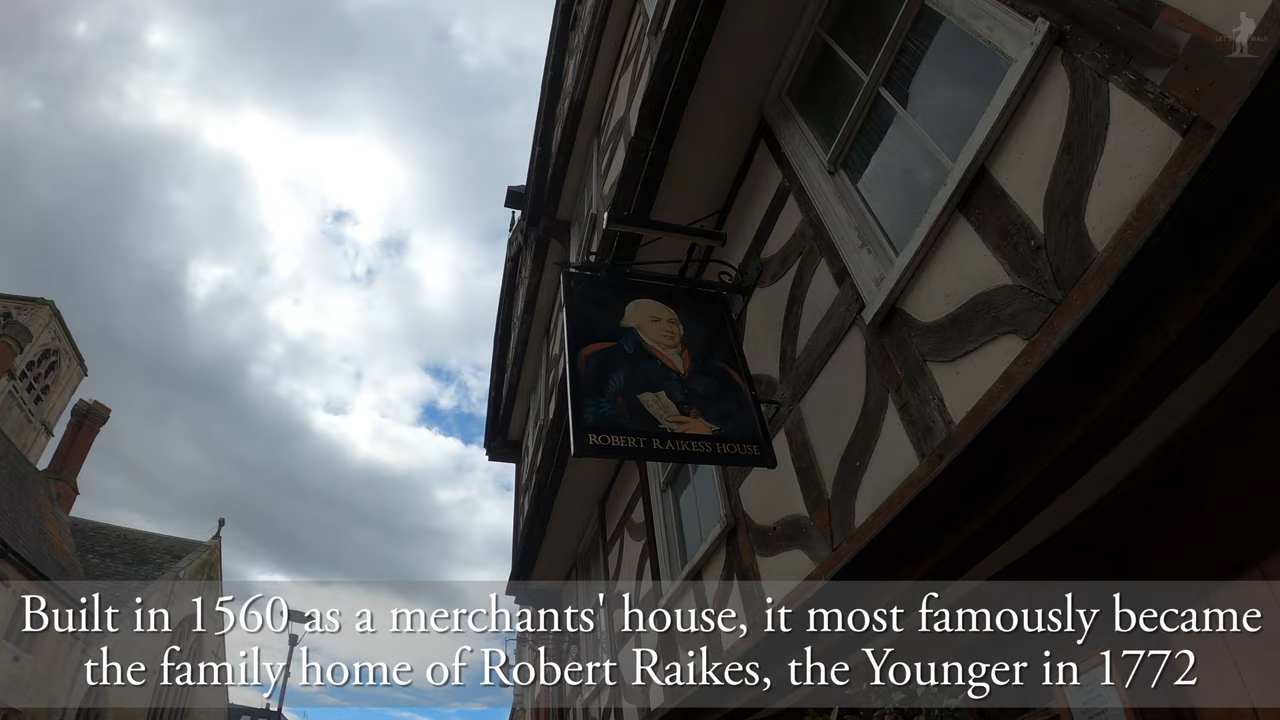 ROBERT RAIKES'S HOUSE
Built in 1560 as a merchants' house, it most famously became
the family home of Robert Raikes, the Younger in 1772